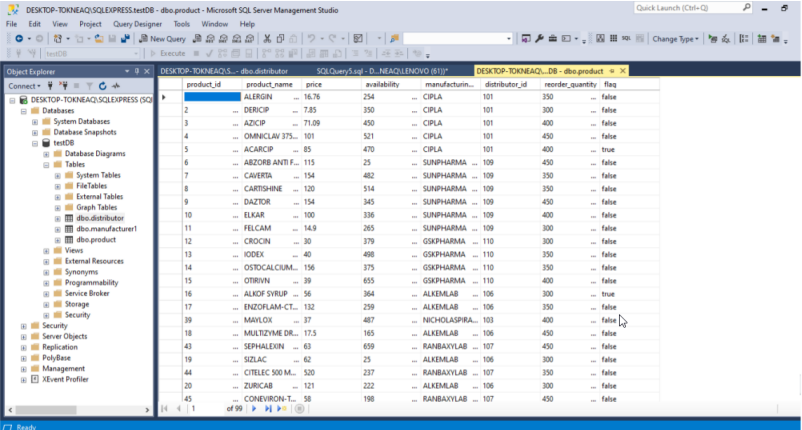 DESKTOP-TOKNEAQ\SQLEXPRESS.testDB - dbo.product - Microsoft SQL Server Management Studio
Quick Launch (Ctrl+Q)
File Edit View Project Query Designer Tools Window Help
New Query
Change Type
testDB
Execute
Object Explorer
DESKTOP-TOKNEAQ\S...- dbo.distributor
SQLQuery5.sql - D...NEAQ\LENOVO (61))*
DESKTOP-TOKNEAQ\...DB - dbo.product
Connect
DESKTOP-TOKNEAQ\SQLEXPRESS (SQl
Databases
System Databases
Database Snapshots
testDB
Database Diagrams
Tables
System Tables
FileTables
External Tables
Graph Tables
dbo.distributor
dbo.manufacturer1
dbo.product
Views
External Resources
Synonyms
Programmability
Service Broker
Storage
Security
Security
Server Objects
Replication
PolyBase
Management
XEvent Profiler
product_id product_name price availability manufacturin... distributor_id reorder_quantity flaq
... ALERGIN ... 16.76 254 ... CIPLA 101 350 ... false
2 ... DERICIP ... 7.85 350 ... CIPLA 101 300 ... false
3 ... AZICIP ... 71.09 450 ... CIPLA 101 400 ... false
4 ... OMNICLAV 375... 101 521 ... CIPLA 101 450 ... false
5 ... ACARCIP ... 85 470 ... CIPLA 101 400 ... true
6 ... ABZORB ANTI F... 115 25 ... SUNPHARMA ... 109 450 ... false
7 ... CAVERTA ... 154 482 ... SUNPHARMA ... 109 350 ... false
8 ... CARTISHINE ... 120 514 ... SUNPHARMA ... 109 350 ... false
9 ... DAZTOR ... 154 345 ... SUNPHARMA ... 109 450 ... false
10 ... ELKAR ... 100 336 ... SUNPHARMA ... 109 400 ... false
11 ... FELCAM ... 14.9 265 ... SUNPHARMA ... 109 300 ... false
12 ... CROCIN ... 30 379 ... GSKPHARMA ... 110 300 ... false
13 ... IODEX ... 40 498 ... GSKPHARMA ... 110 350 ... false
14 ... OSTOCALCIUM... 156 375 ... GSKPHARMA ... 110 350 ... false
15 ... OTIRIVN ... 39 655 ... GSKPHARMA ... 110 400 ... false
16 ... ALKOF SYRUP ... 56 364 ... ALKEMLAB ... 106 300 ... true
17 ... ENZOFLAM-CT... 132 259 ... ALKEMLAB ... 106 350 ... false
39 ... MAYLOX ... 37 487 ... NICHOLASPIRA... 103 400 ... false
18 ... MULTIZYME DR... 17.5 165 ... ALKEMLAB ... 106 450 ... false
43 ... SEPHALEXIN ... 63 659 ... RANBAXYLAB ... 107 450 ... false
19 ... SIZLAC ... 62 25 ... ALKEMLAB ... 106 300 ... false
44 ... CITELEC 500 M... 520 237 ... RANBAXYLAB ... 107 350 ... false
20 ... ZURICAB ... 121 222 ... ALKEMLAB ... 106 300 ... false
45 ... CONEVIRON-T... 58 198 ... RANBAXYLAB ... 107 450 ... false
1 of 99
Ready